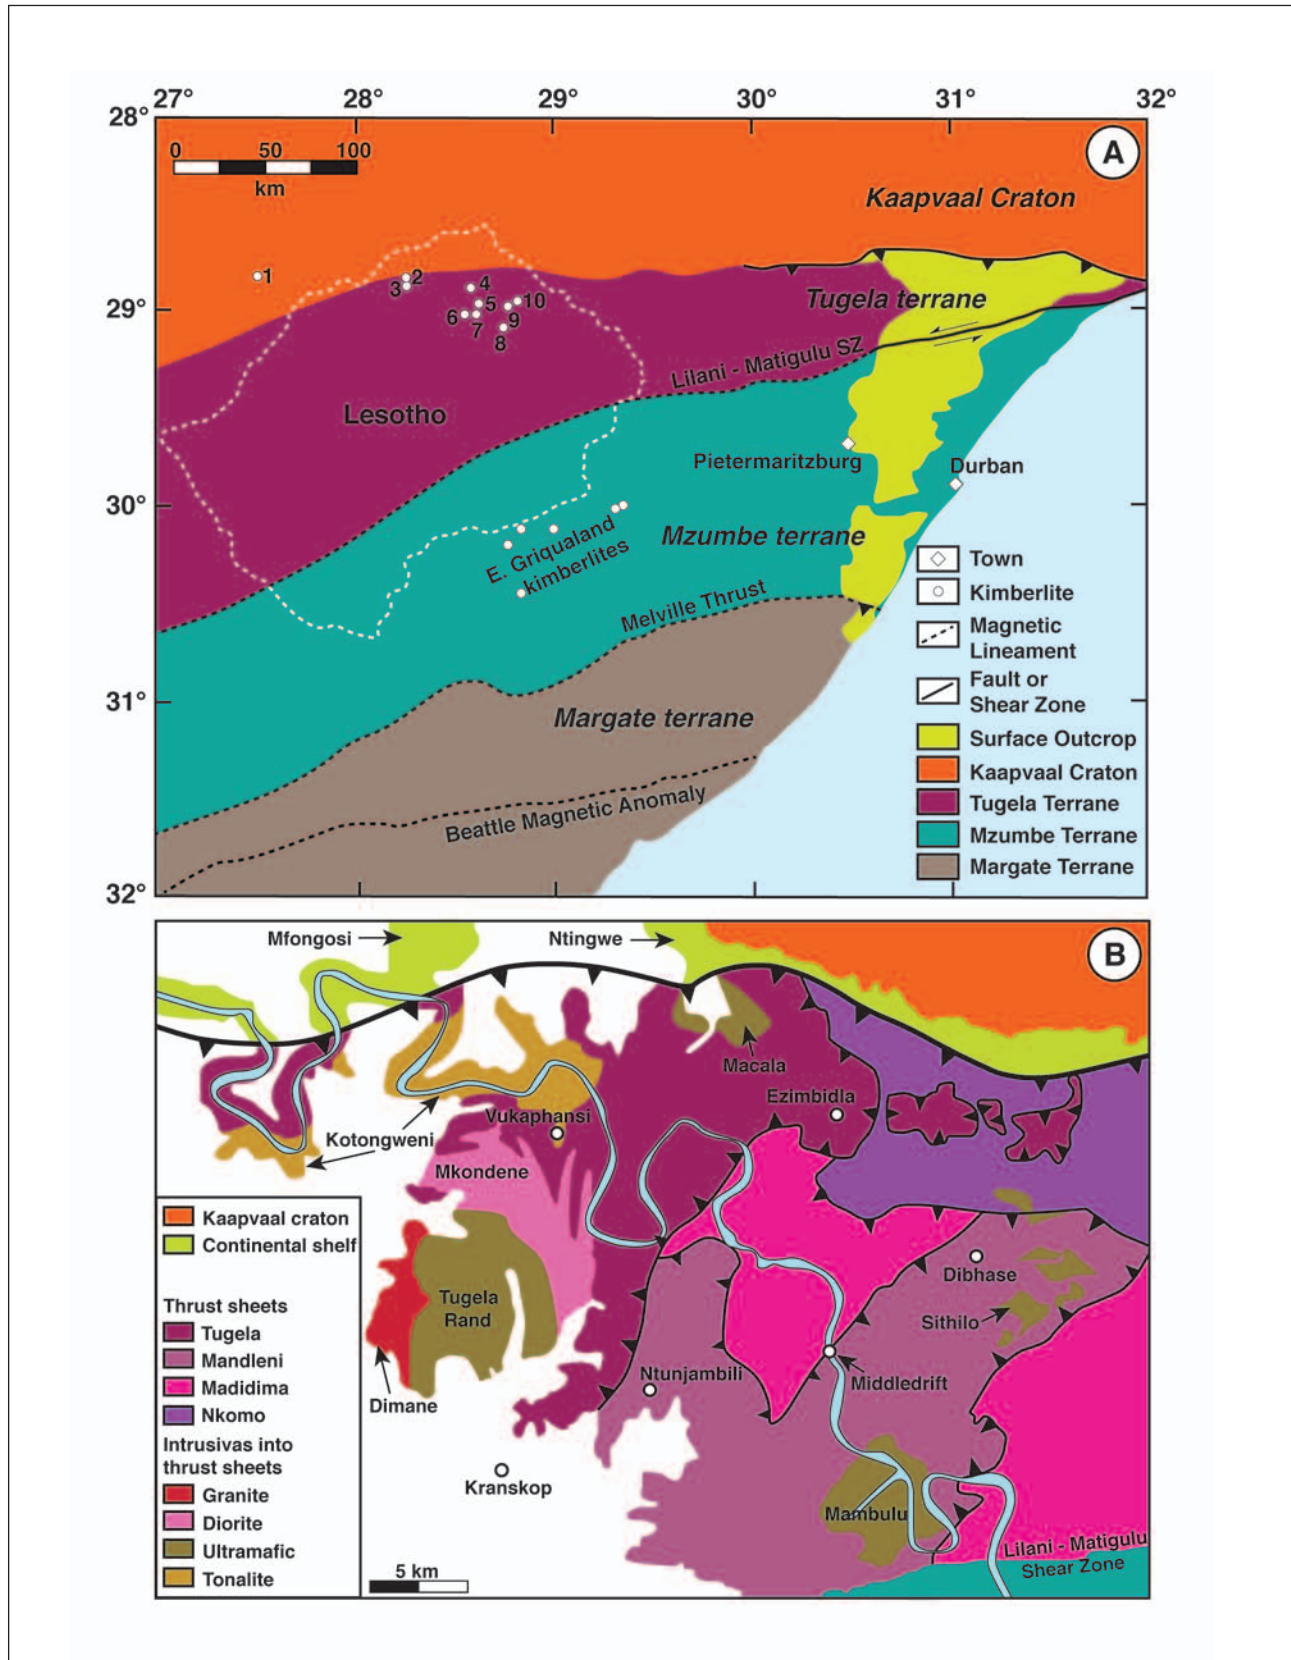 27° 28° 29° 30° 31° 32°
28°
29°
30°
31°
32°
0 50 100
km
A
Kaapvaal Craton
1
2
3
4
5
6
7
8
9
10
Tugela terrane
Lilani - Matigulu SZ
Lesotho
Pietermaritzburg
Durban
Mzumbe terrane
E. Griqualand
kimberlites
Melville Thrust
Margate terrane
Beattle Magnetic Anomaly
Town
Kimberlite
Magnetic
Lineament
Fault or
Shear Zone
Surface Outcrop
Kaapvaal Craton
Tugela Terrane
Mzumbe Terrane
Margate Terrane
B
Mfongosi
Ntingwe
Macala
Ezimbidla
Vukaphansi
Kotongweni
Mkondene
Dibhase
Sithilo
Tugela
Rand
Middledrift
Ntunjambili
Dimane
Kranskop
Mambulu
Lilani - Matigulu
Shear Zone
Kaapvaal craton
Continental shelf
Thrust sheets
Tugela
Mandleni
Madidima
Nkomo
Intrusivas into
thrust sheets
Granite
Diorite
Ultramafic
Tonalite
5 km